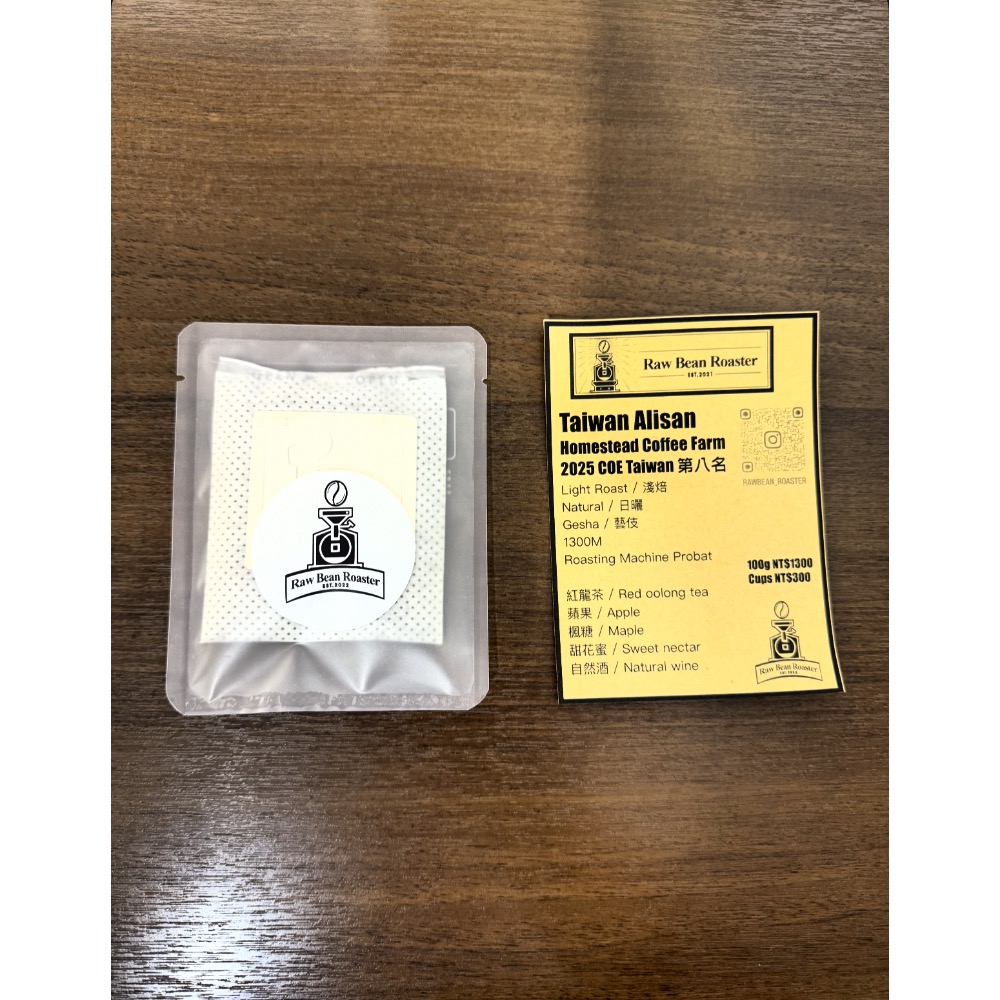 Raw Bean Roaster
EST.2022
Raw Bean Roaster
EST.2021
Taiwan Alisan
Homestead Coffee Farm
2025 COE Taiwan 第八名
Light Roast / 淺焙
Natural / 日曬
Gesha / 藝伎
1300M
Roasting Machine Probat
RAWBEAN_ROASTER
100g NT$1300
Cups NT$300
紅龍茶 / Red oolong tea
蘋果 / Apple
楓糖 / Maple
甜花蜜 / Sweet nectar
自然酒 / Natural wine
Raw Bean Roaster